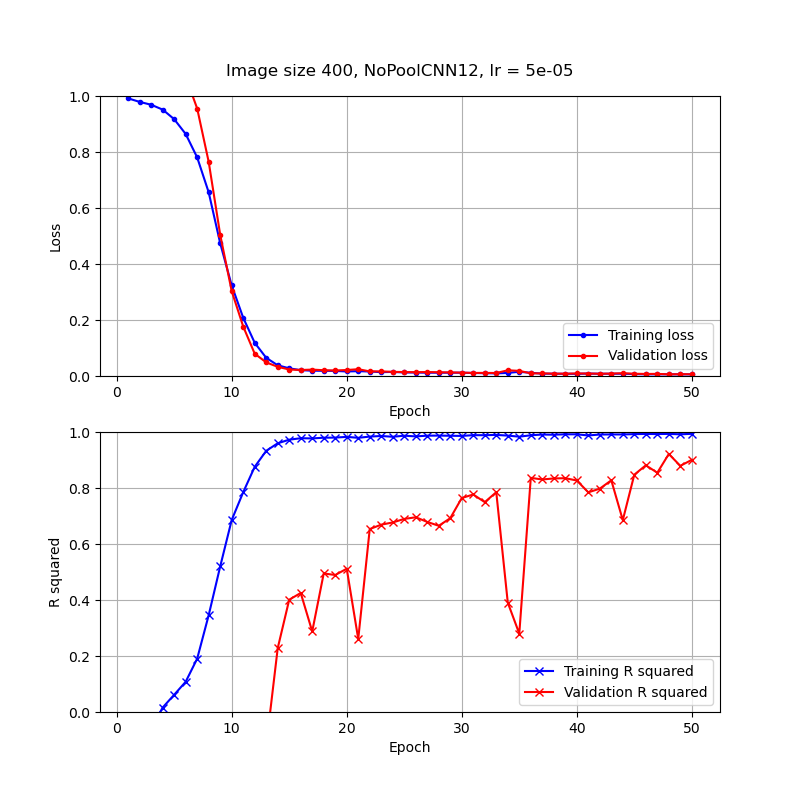 Image size 400, NoPoolCNN12, lr = 5e-05
1.0
0.8
0.6
0.4
0.2
0.0
Loss
0 10 20 30 40 50
Epoch
Training loss
Validation loss
1.0
0.8
0.6
0.4
0.2
0.0
R squared
0 10 20 30 40 50
Epoch
Training R squared
Validation R squared